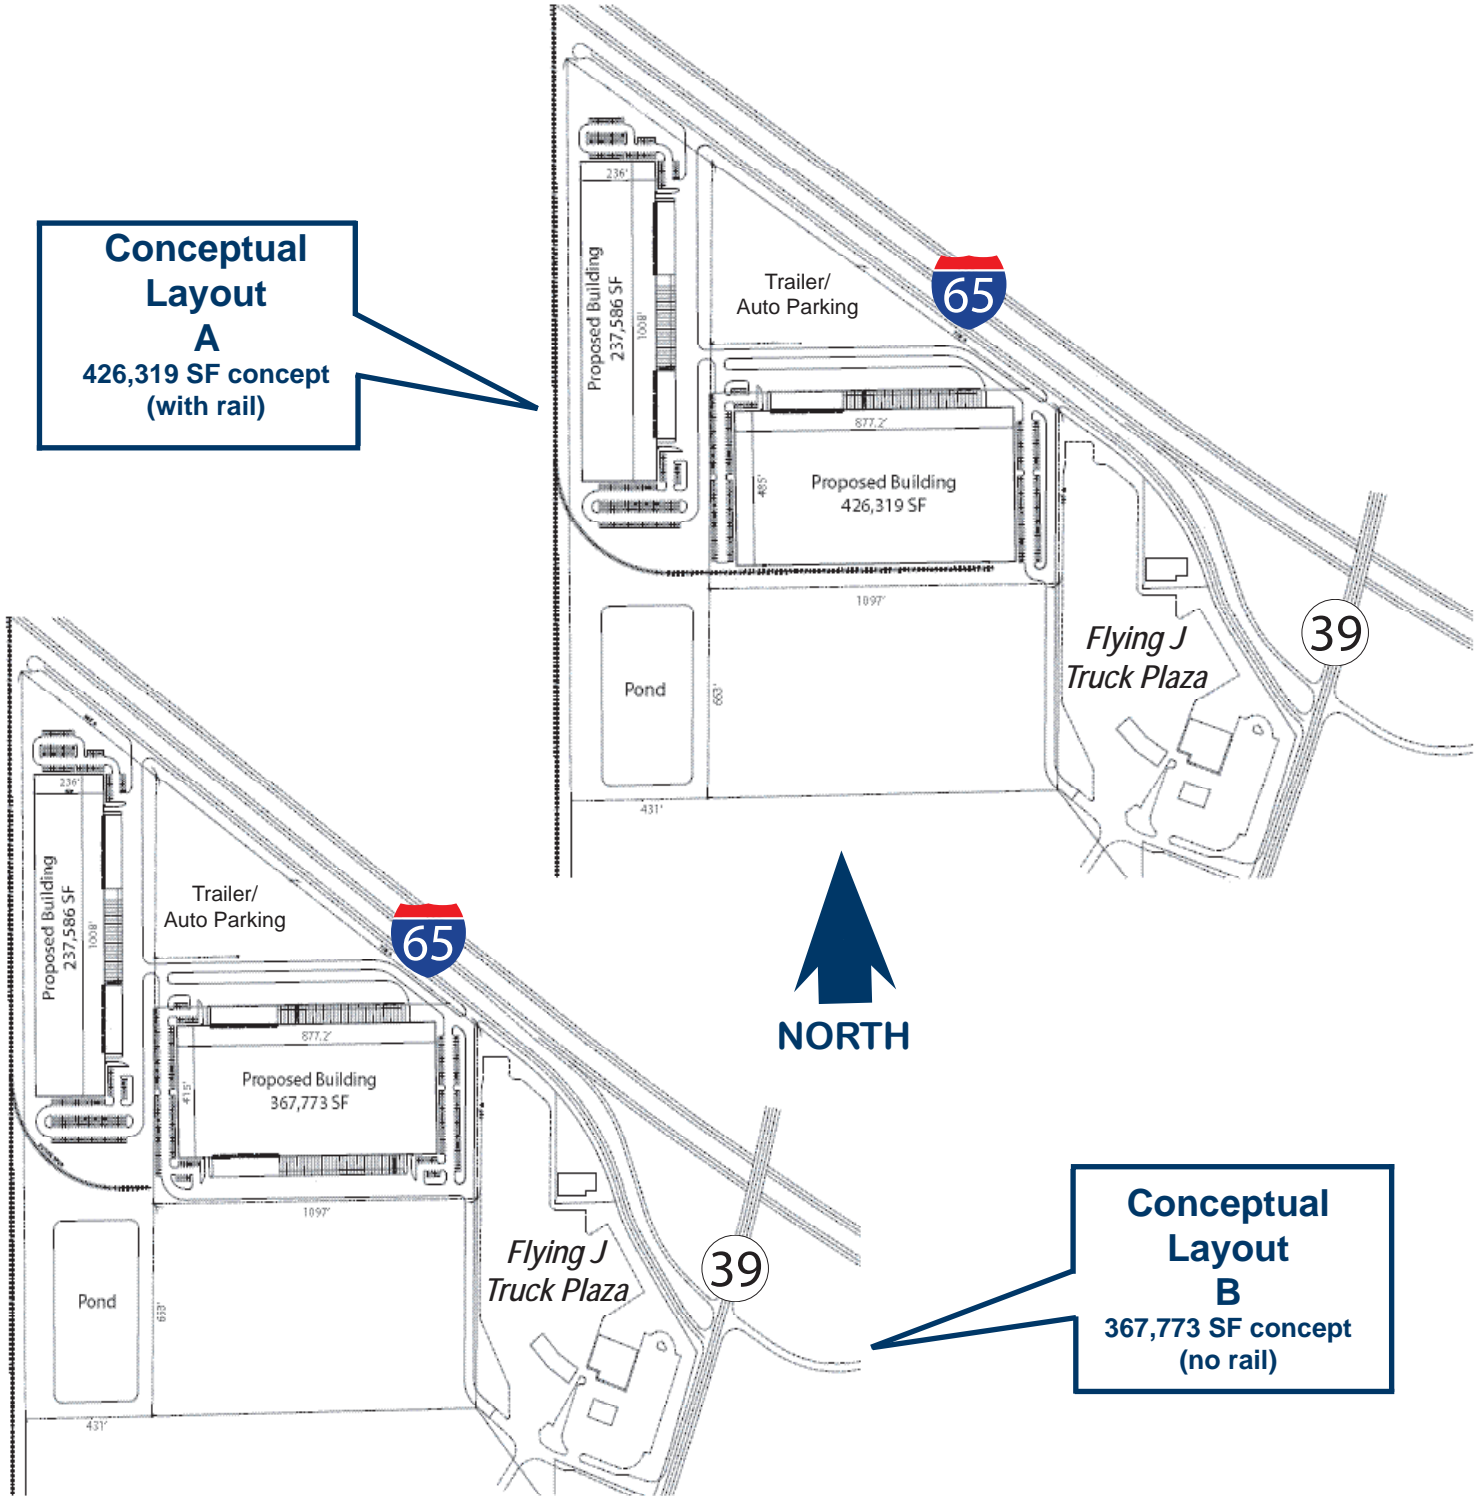 Conceptual
Layout
A
426,319 SF concept
(with rail)
236'
Proposed Building
237,586 SF
1008'
Trailer/
Auto Parking
65
877.2'
485'
Proposed Building
426,319 SF
1097'
Pond
663'
431'
Flying J
Truck Plaza
39
NORTH
236'
Proposed Building
237,586 SF
1008'
Trailer/
Auto Parking
65
877.2'
415'
Proposed Building
367,773 SF
1097'
Pond
663'
431'
Flying J
Truck Plaza
39
Conceptual
Layout
B
367,773 SF concept
(no rail)